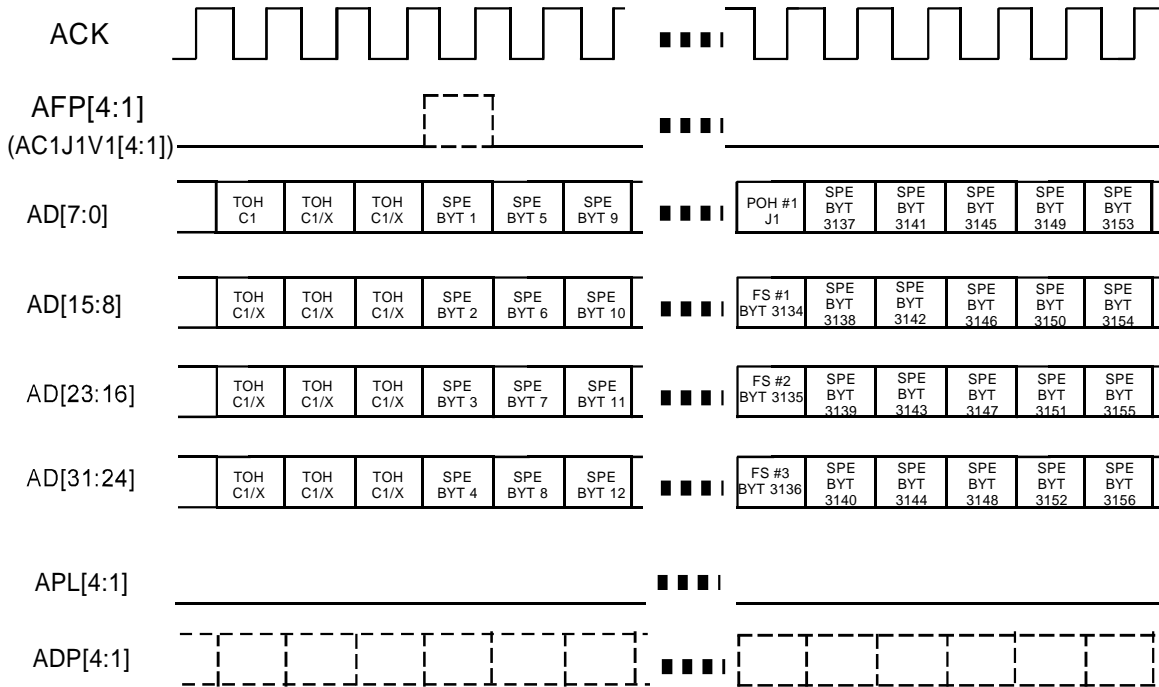 ACK
AFP[4:1]
(AC1J1V1[4:1])
AD[7:0]
TOH
C1
TOH
C1/X
TOH
C1/X
SPE
BYT 1
SPE
BYT 5
SPE
BYT 9
POH #1
J1
SPE
BYT
3137
SPE
BYT
3141
SPE
BYT
3145
SPE
BYT
3149
SPE
BYT
3153
AD[15:8]
TOH
C1/X
TOH
C1/X
TOH
C1/X
SPE
BYT 2
SPE
BYT 6
SPE
BYT 10
FS #1
BYT 3134
SPE
BYT
3138
SPE
BYT
3142
SPE
BYT
3146
SPE
BYT
3150
SPE
BYT
3154
AD[23:16]
TOH
C1/X
TOH
C1/X
TOH
C1/X
SPE
BYT 3
SPE
BYT 7
SPE
BYT 11
FS #2
BYT 3135
SPE
BYT
3139
SPE
BYT
3143
SPE
BYT
3147
SPE
BYT
3151
SPE
BYT
3155
AD[31:24]
TOH
C1/X
TOH
C1/X
TOH
C1/X
SPE
BYT 4
SPE
BYT 8
SPE
BYT 12
FS #3
BYT 3136
SPE
BYT
3140
SPE
BYT
3144
SPE
BYT
3148
SPE
BYT
3152
SPE
BYT
3156
APL[4:1]
ADP[4:1]